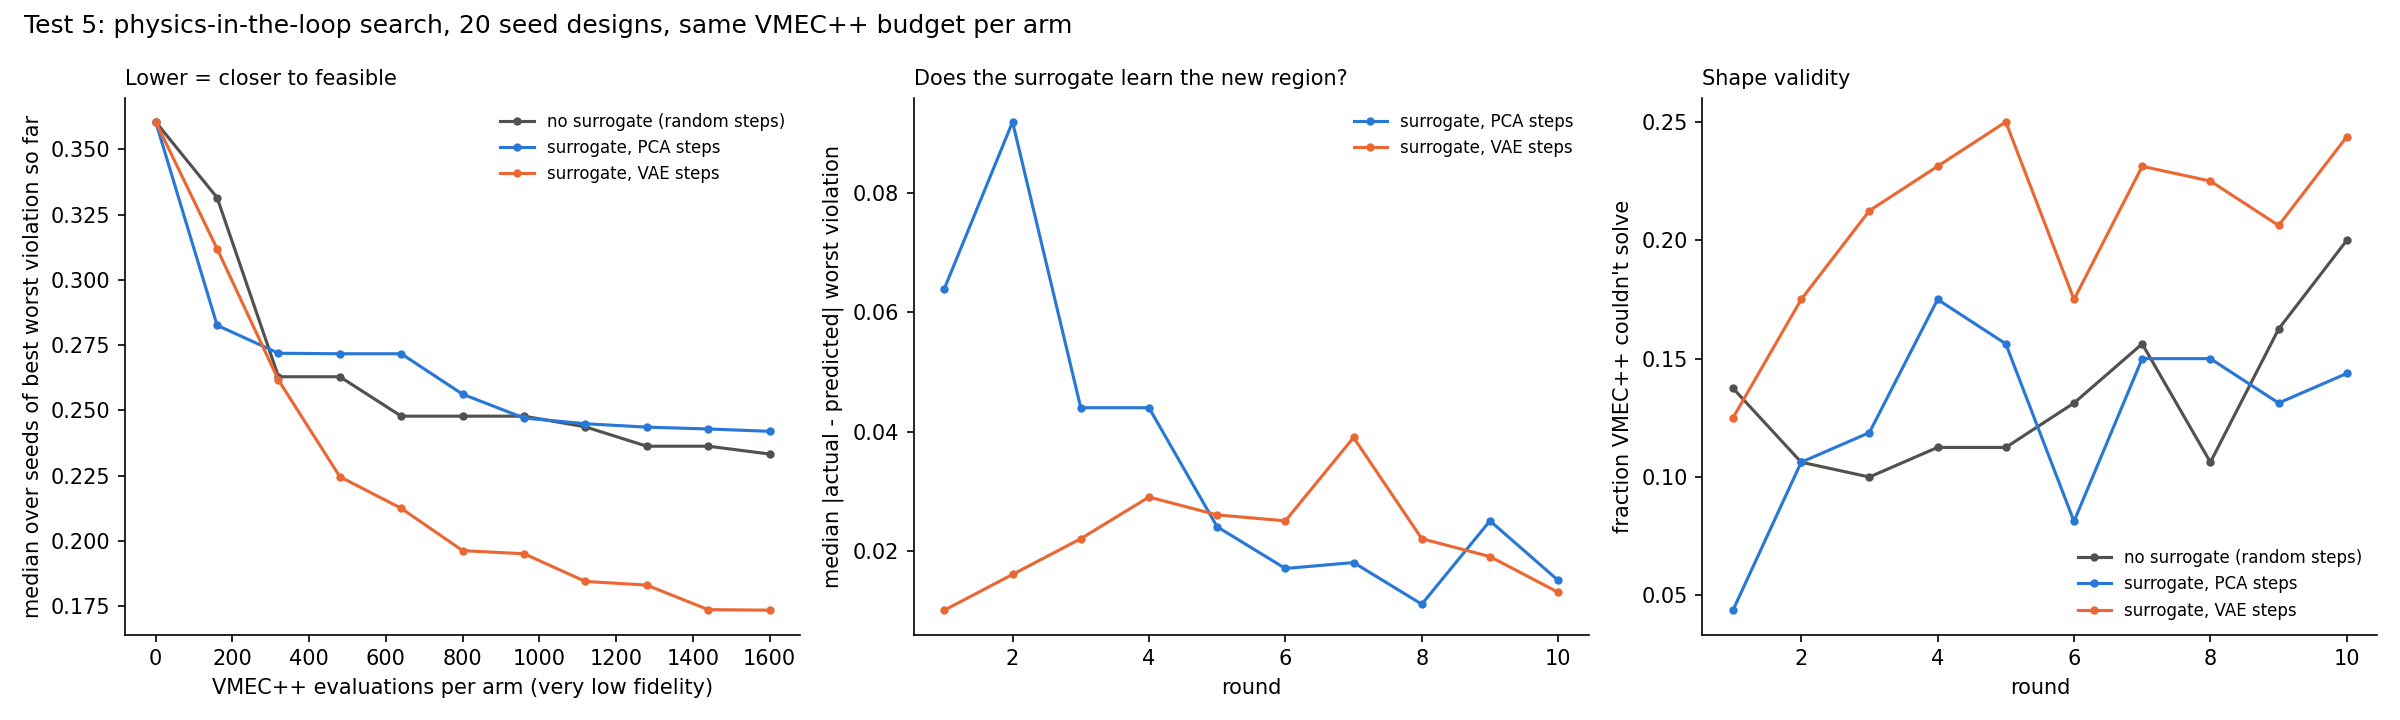 Test 5: physics-in-the-loop search, 20 seed designs, same VMEC++ budget per arm
Lower = closer to feasible
median over seeds of best worst violation so far
0.350
0.325
0.300
0.275
0.250
0.225
0.200
0.175
no surrogate (random steps)
surrogate, PCA steps
surrogate, VAE steps
0 200 400 600 800 1000 1200 1400 1600
VMEC++ evaluations per arm (very low fidelity)
Does the surrogate learn the new region?
median |actual - predicted| worst violation
0.08
0.06
0.04
0.02
surrogate, PCA steps
surrogate, VAE steps
2 4 6 8 10
round
Shape validity
fraction VMEC++ couldn't solve
0.25
0.20
0.15
0.10
0.05
no surrogate (random steps)
surrogate, PCA steps
surrogate, VAE steps
2 4 6 8 10
round